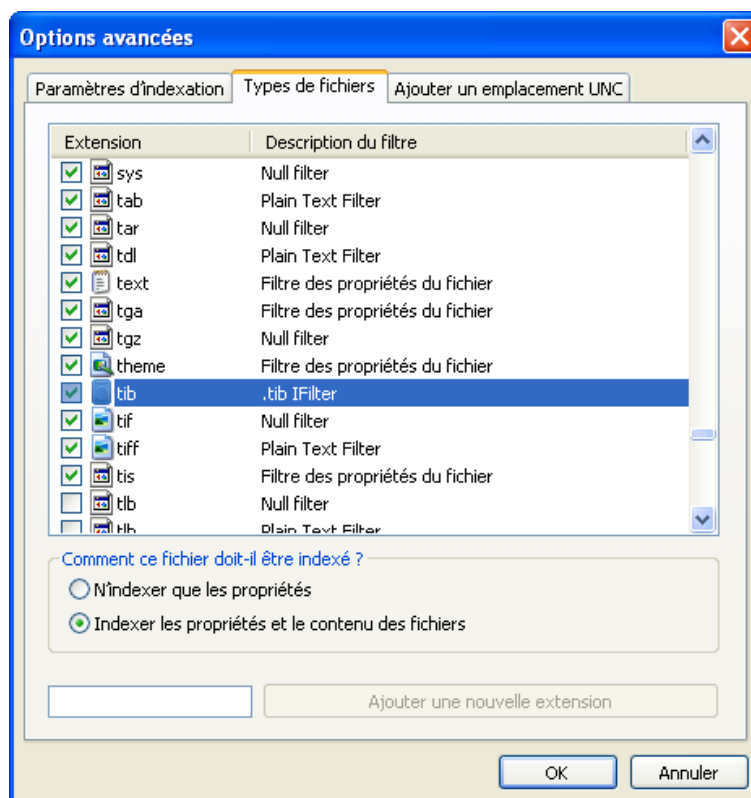 Options avancées
Paramètres d'indexation Types de fichiers Ajouter un emplacement UNC
Extension Description du filtre
sys Null filter
tab Plain Text Filter
tar Null filter
tdl Plain Text Filter
text Filtre des propriétés du fichier
tga Filtre des propriétés du fichier
tgz Null filter
theme Filtre des propriétés du fichier
tib .tib IFilter
tif Null filter
tiff Plain Text Filter
tis Filtre des propriétés du fichier
tlb Null filter
Plain Text Filter
Comment ce fichier doit-il être indexé ?
N'indexer que les propriétés
Indexer les propriétés et le contenu des fichiers
Ajouter une nouvelle extension
OK Annuler